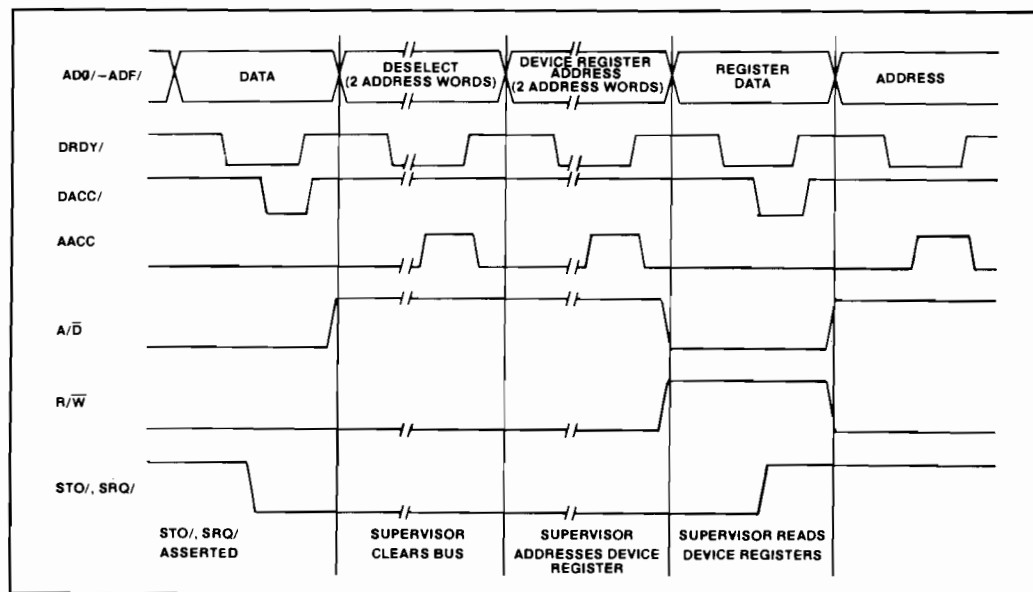 ADØ/-ADF/
DATA
DESELECT
(2 ADDRESS WORDS)
DEVICE REGISTER
ADDRESS
(2 ADDRESS WORDS)
REGISTER
DATA
ADDRESS
DRDY/
DACC/
AACC
A/D̅
R/W̅
STO/, SRQ/
STO/, SRQ/
ASSERTED
SUPERVISOR
CLEARS BUS
SUPERVISOR
ADDRESSES DEVICE
REGISTER
SUPERVISOR READS
DEVICE REGISTERS